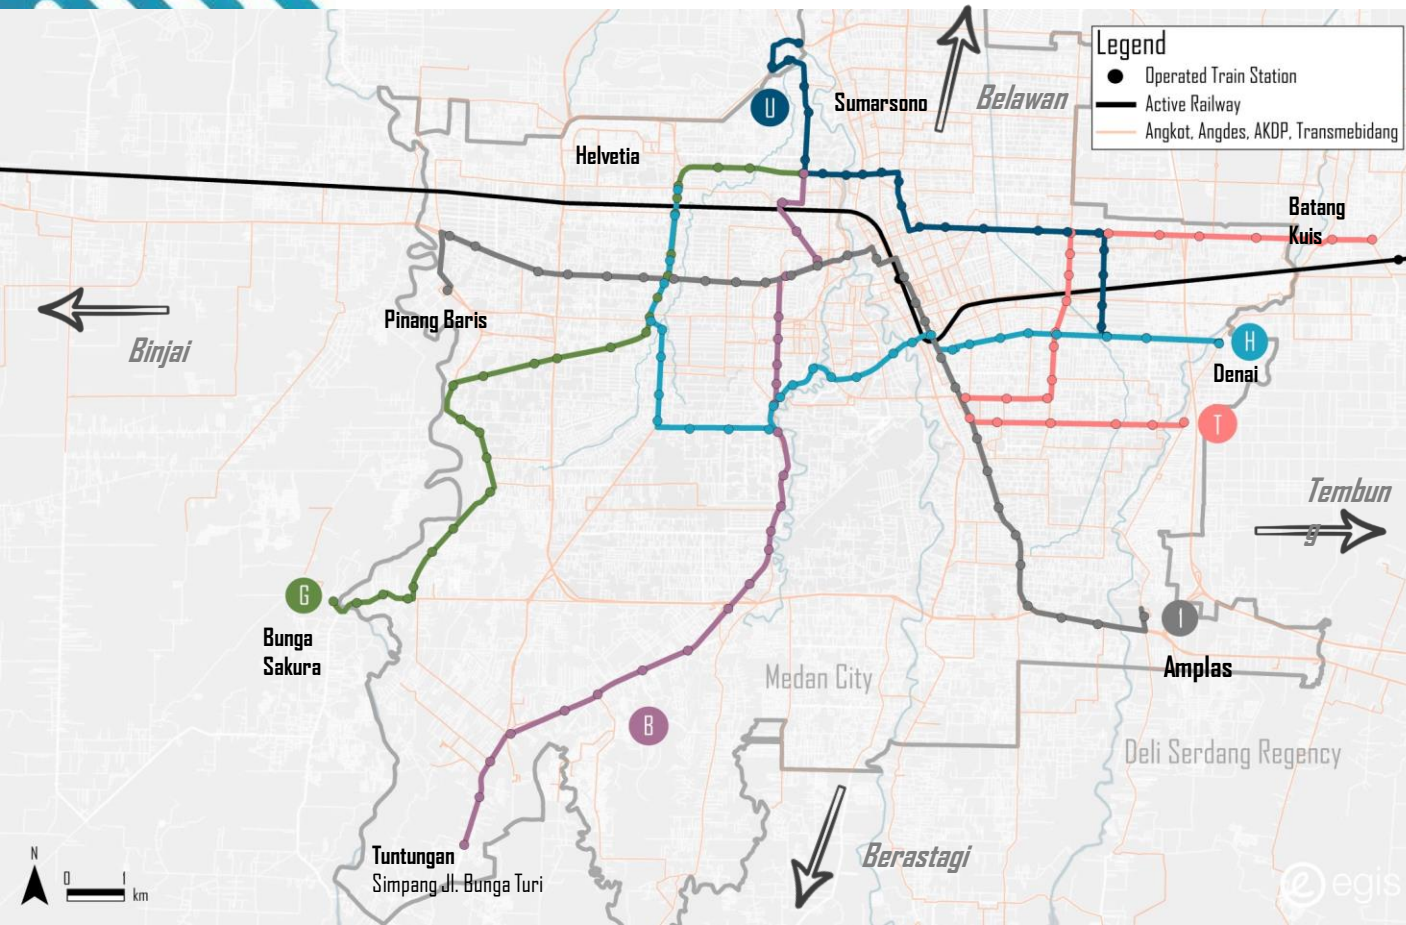 Legend
Operated Train Station
Active Railway
Angkot, Angdes, AKDP, Transmebidang
U
Sumarsono
Belawan
Helvetia
Batang
Kuis
Pinang Baris
Binjai
H
Denai
T
Tembun
g
G
Bunga
Sakura
1
Amplas
Medan City
B
Deli Serdang Regency
Tuntungan
Simpang Jl. Bunga Turi
Berastagi
N
0 1
km
e egis